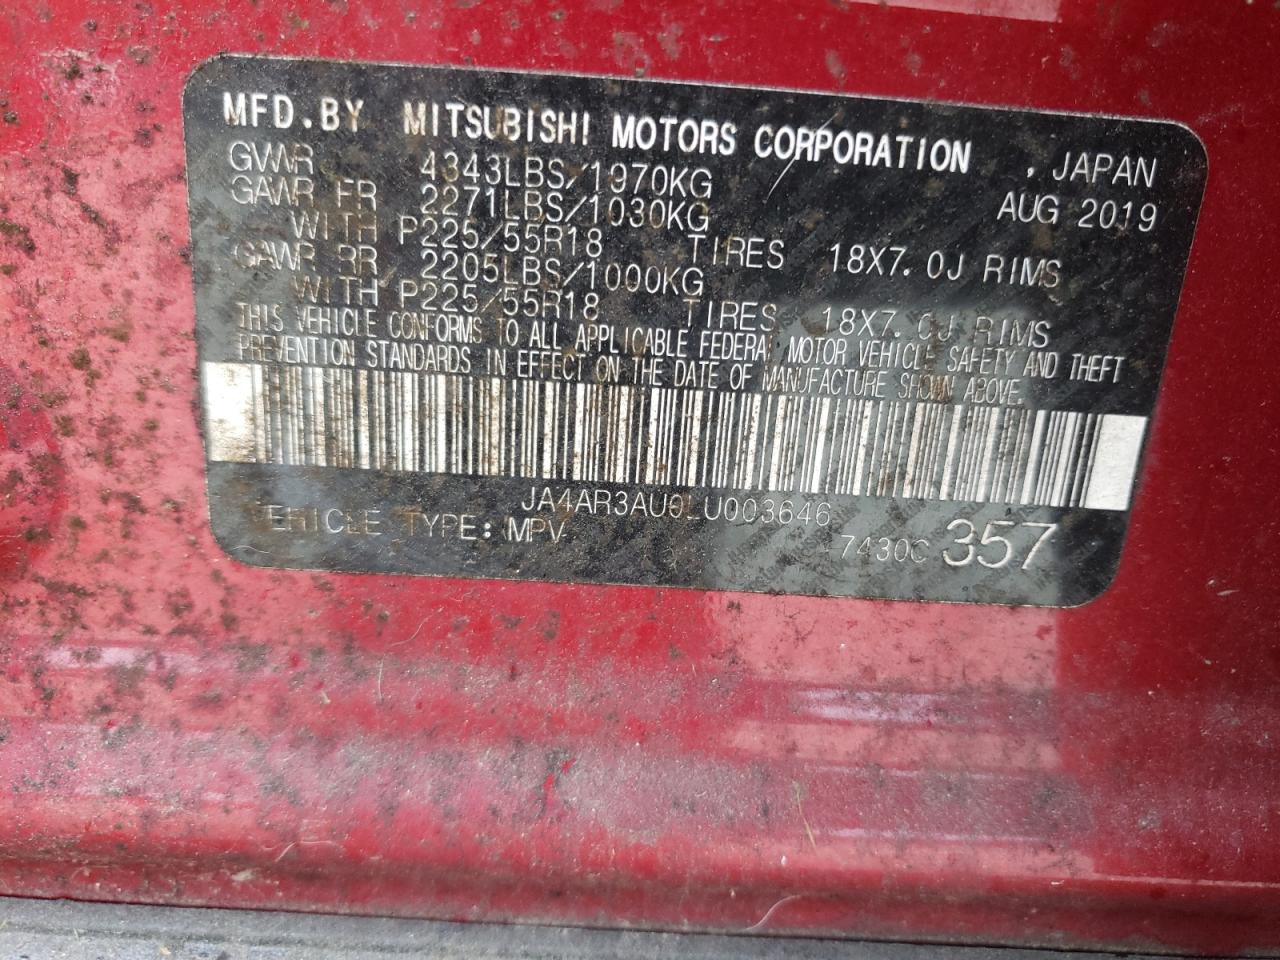 MFD.BY MITSUBISHI MOTORS CORPORATION , JAPAN
GVWR 4343LBS/1970KG AUG 2019
GAWR FR 2271LBS/1030KG
WITH P225/55R18 TIRES 18X7.0J RIMS
GAWR RR 2205LBS/1000KG
WITH P225/55R18 TIRES 18X7.0J RIMS
THIS VEHICLE CONFORMS TO ALL APPLICABLE FEDERAL MOTOR VEHICLE SAFETY AND THEFT
PREVENTION STANDARDS IN EFFECT ON THE DATE OF MANUFACTURE SHOWN ABOVE.
JA4AR3AU0LU003646
VEHICLE TYPE: MPV 7430C 357